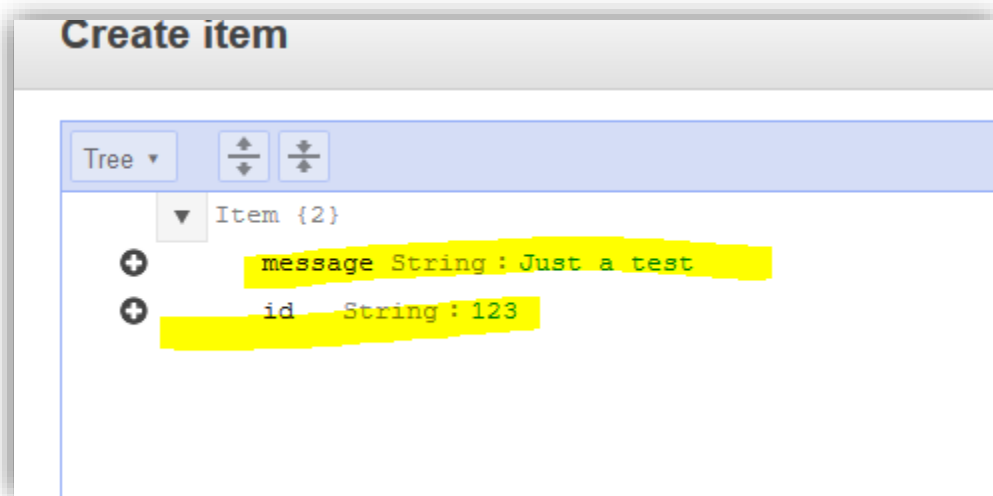 Create item
Tree
Item {2}
message String : Just a test
id String : 123